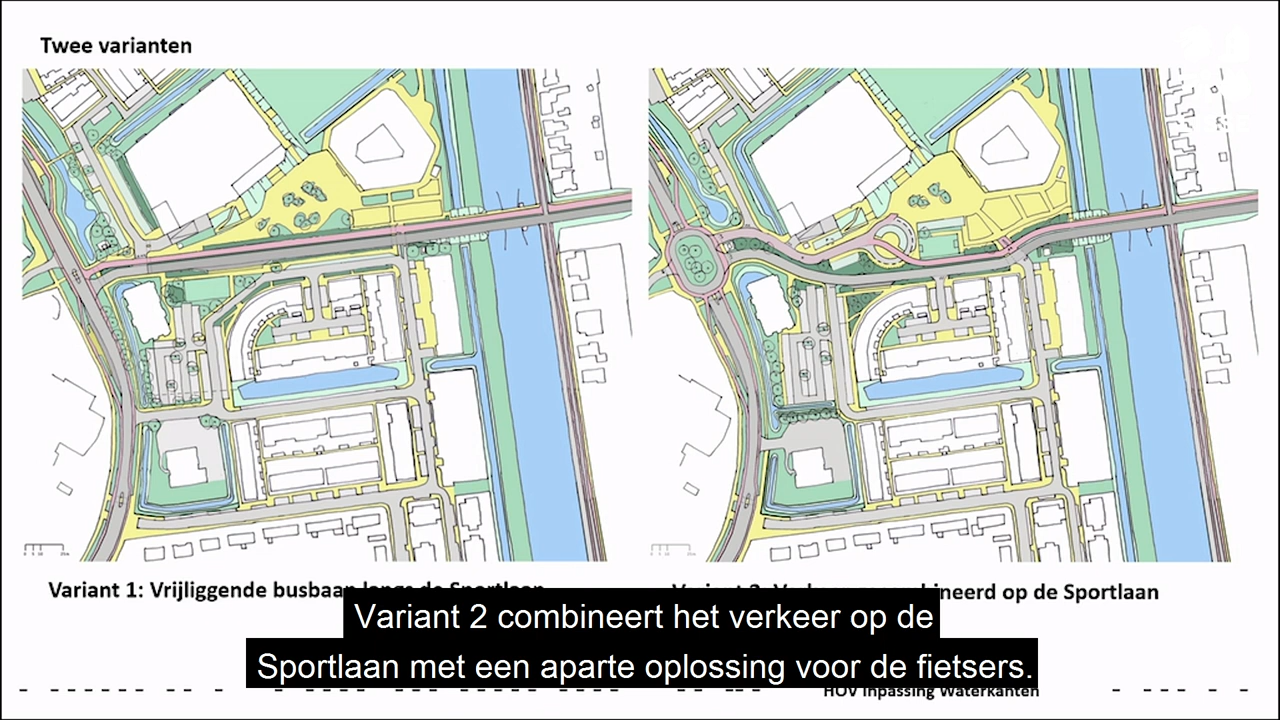 Twee varianten
Variant 1: Vrijliggende busbaan langs de Sportlaan
Variant 2: Verkeer gecombineerd op de Sportlaan
Variant 2 combineert het verkeer op de
Sportlaan met een aparte oplossing voor de fietsers.
HOV Inpassing Waterkanten